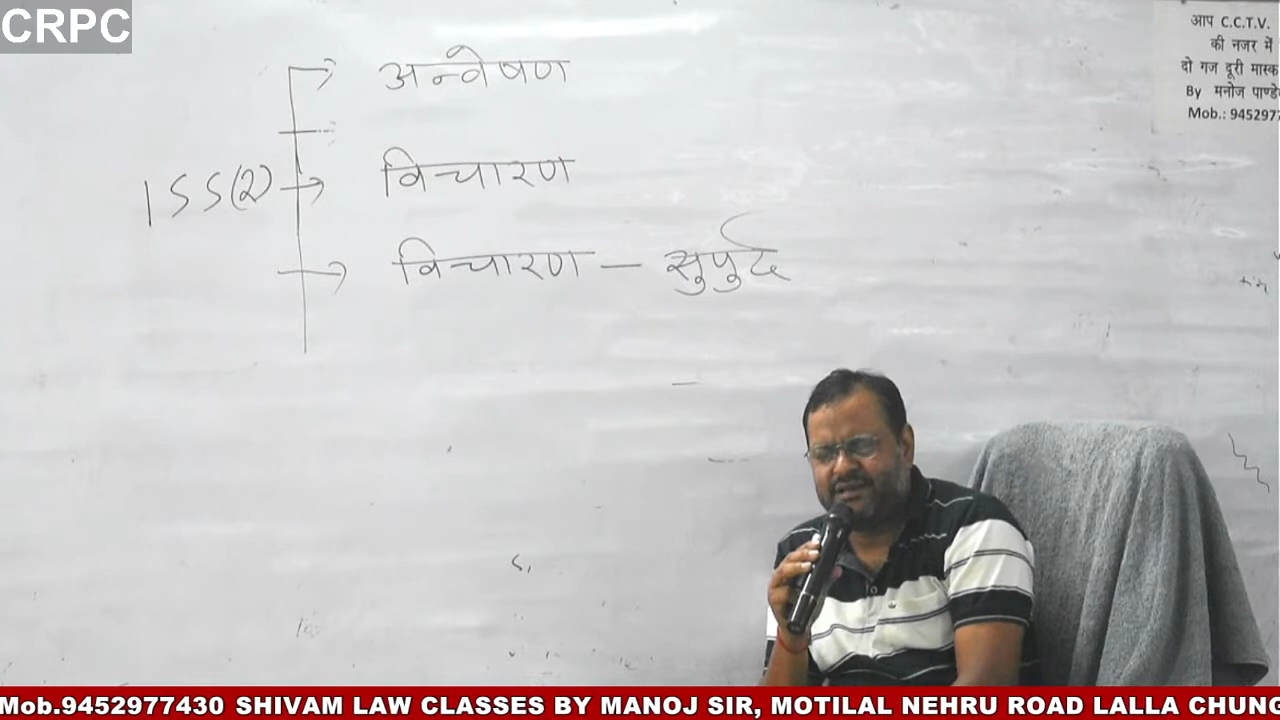 CRPC
आप C.C.T.V.
की नजर में
दो गज दूरी मास्क
By मनोज पाण्डे
Mob.: 945297
अन्वेषण
155(2)
विचारण
विचारण – सुपुर्द
Mob.9452977430 SHIVAM LAW CLASSES BY MANOJ SIR, MOTILAL NEHRU ROAD LALLA CHUNG